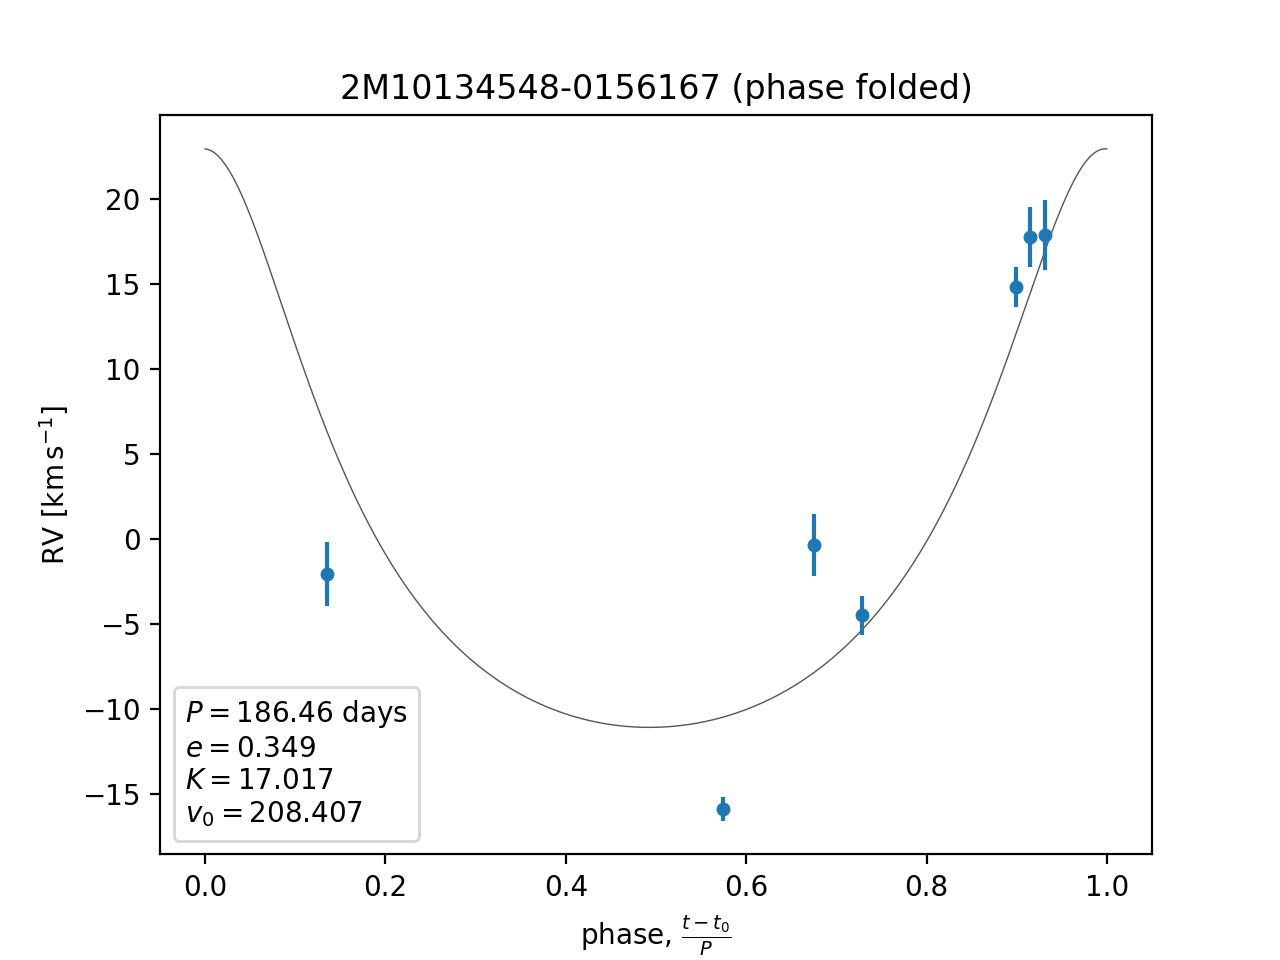 2M10134548-0156167 (phase folded)
RV [km s⁻¹]
20
15
10
5
0
−5
−10
−15
P = 186.46 days
e = 0.349
K = 17.017
v₀ = 208.407
0.0 0.2 0.4 0.6 0.8 1.0
phase, (t − t₀)/P